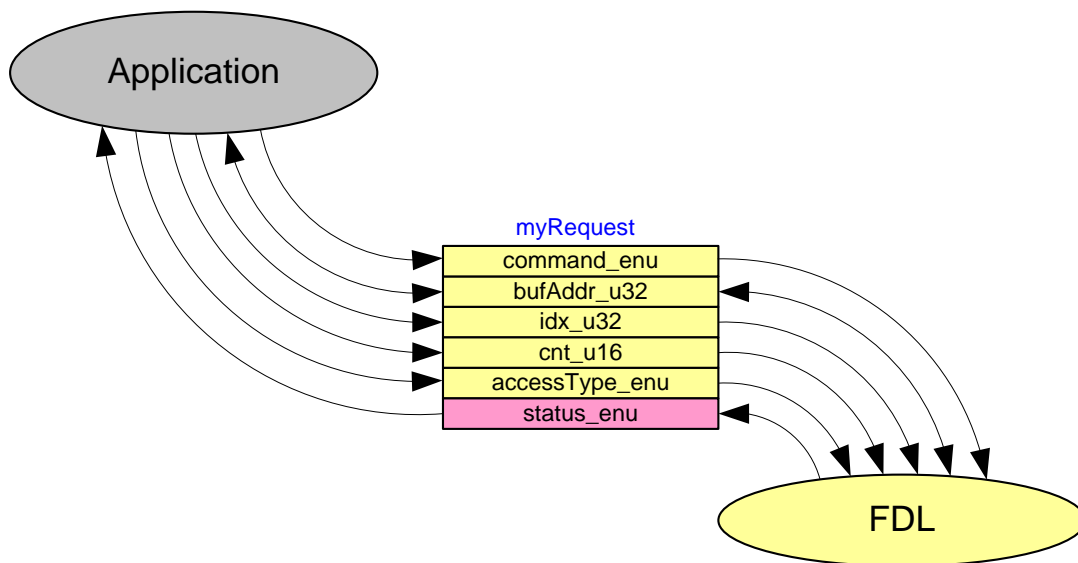 Application
myRequest
command_enu
bufAddr_u32
idx_u32
cnt_u16
accessType_enu
status_enu
FDL